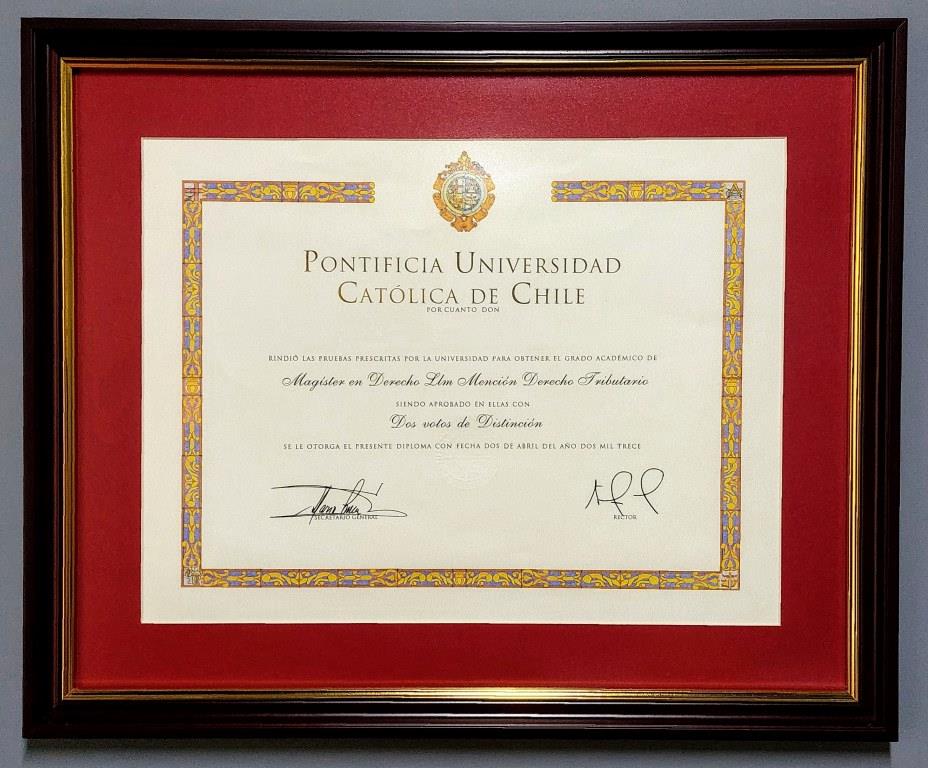 PONTIFICIA UNIVERSIDAD
CATÓLICA DE CHILE
POR CUANTO DON
RINDIÓ LAS PRUEBAS PRESCRITAS POR LA UNIVERSIDAD PARA OBTENER EL GRADO ACADÉMICO DE
Magíster en Derecho Llm Mención Derecho Tributario
SIENDO APROBADO EN ELLAS CON
Dos votos de Distinción
SE LE OTORGA EL PRESENTE DIPLOMA CON FECHA DOS DE ABRIL DEL AÑO DOS MIL TRECE
SECRETARIO GENERAL
RECTOR